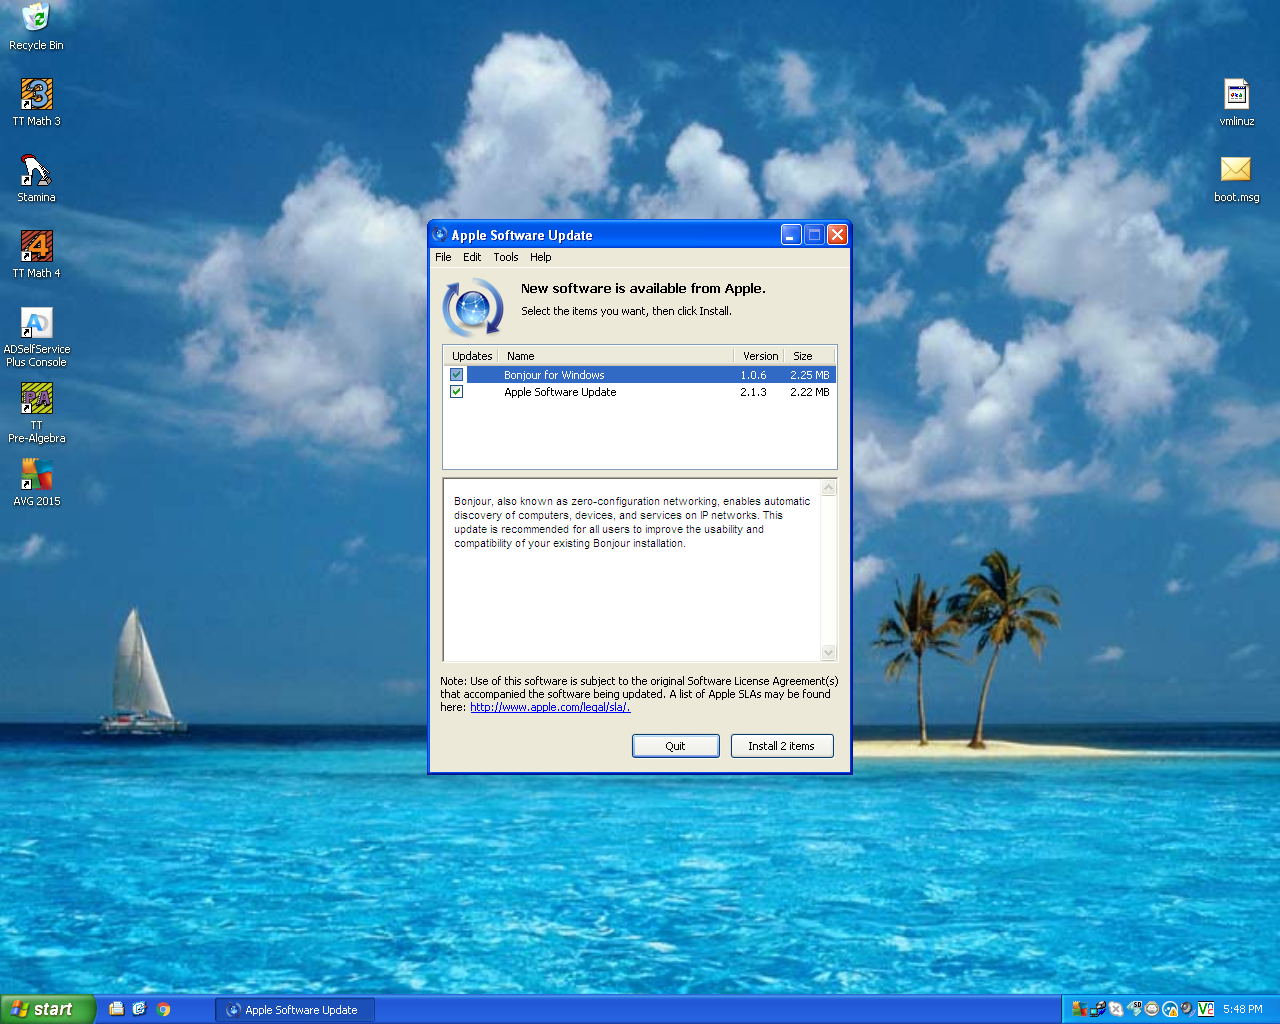 Recycle Bin
TT Math 3
Stamina
TT Math 4
ADSelfService
Plus Console
TT
Pre-Algebra
AVG 2015
vmlinuz
boot.msg
Apple Software Update
File Edit Tools Help
New software is available from Apple.
Select the items you want, then click Install.
Updates Name Version Size
Bonjour for Windows 1.0.6 2.25 MB
Apple Software Update 2.1.3 2.22 MB
Bonjour, also known as zero-configuration networking, enables automatic
discovery of computers, devices, and services on IP networks. This
update is recommended for all users to improve the usability and
compatibility of your existing Bonjour installation.
Note: Use of this software is subject to the original Software License Agreement(s)
that accompanied the software being updated. A list of Apple SLAs may be found
here: http://www.apple.com/legal/sla/.
Quit Install 2 items
start Apple Software Update 5:48 PM